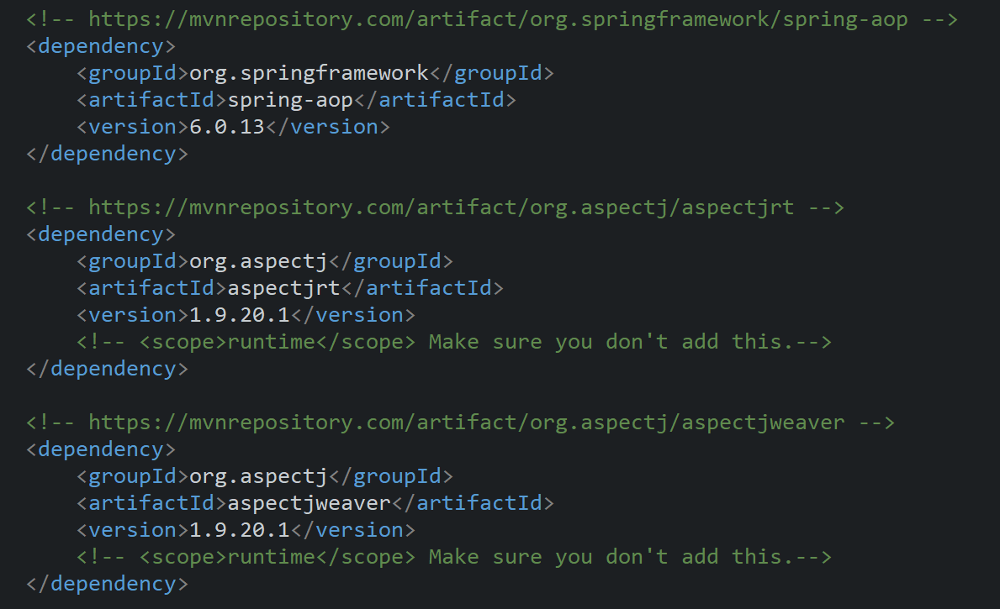 <!-- https://mvnrepository.com/artifact/org.springframework/spring-aop -->
<dependency>
    <groupId>org.springframework</groupId>
    <artifactId>spring-aop</artifactId>
    <version>6.0.13</version>
</dependency>

<!-- https://mvnrepository.com/artifact/org.aspectj/aspectjrt -->
<dependency>
    <groupId>org.aspectj</groupId>
    <artifactId>aspectjrt</artifactId>
    <version>1.9.20.1</version>
    <!-- <scope>runtime</scope> Make sure you don't add this.-->
</dependency>

<!-- https://mvnrepository.com/artifact/org.aspectj/aspectjweaver -->
<dependency>
    <groupId>org.aspectj</groupId>
    <artifactId>aspectjweaver</artifactId>
    <version>1.9.20.1</version>
    <!-- <scope>runtime</scope> Make sure you don't add this.-->
</dependency>